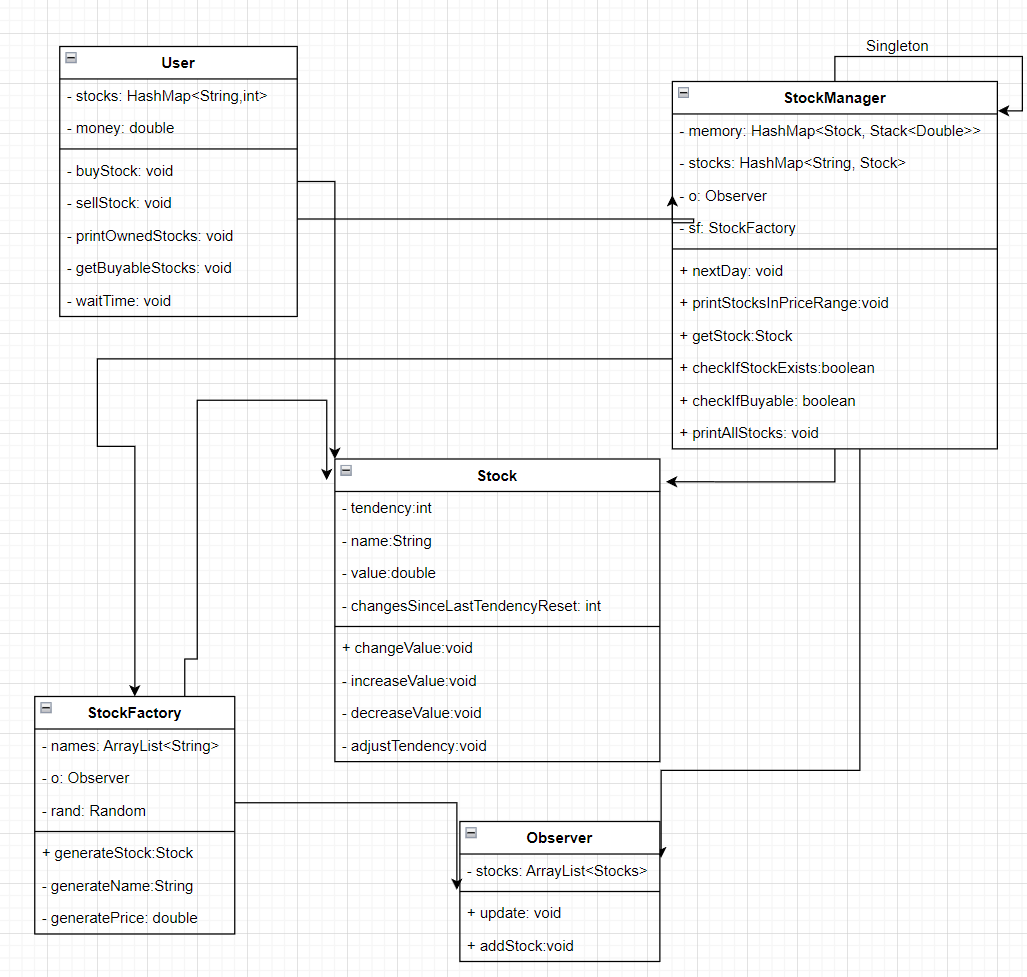 User
- stocks: HashMap<String,int>
- money: double
- buyStock: void
- sellStock: void
- printOwnedStocks: void
- getBuyableStocks: void
- waitTime: void
Singleton
StockManager
- memory: HashMap<Stock, Stack<Double>>
- stocks: HashMap<String, Stock>
- o: Observer
- sf: StockFactory
+ nextDay: void
+ printStocksInPriceRange:void
+ getStock:Stock
+ checkIfStockExists:boolean
+ checkIfBuyable: boolean
+ printAllStocks: void
Stock
- tendency:int
- name:String
- value:double
- changesSinceLastTendencyReset: int
+ changeValue:void
- increaseValue:void
- decreaseValue:void
- adjustTendency:void
StockFactory
- names: ArrayList<String>
- o: Observer
- rand: Random
+ generateStock:Stock
- generateName:String
- generatePrice: double
Observer
- stocks: ArrayList<Stocks>
+ update: void
+ addStock:void